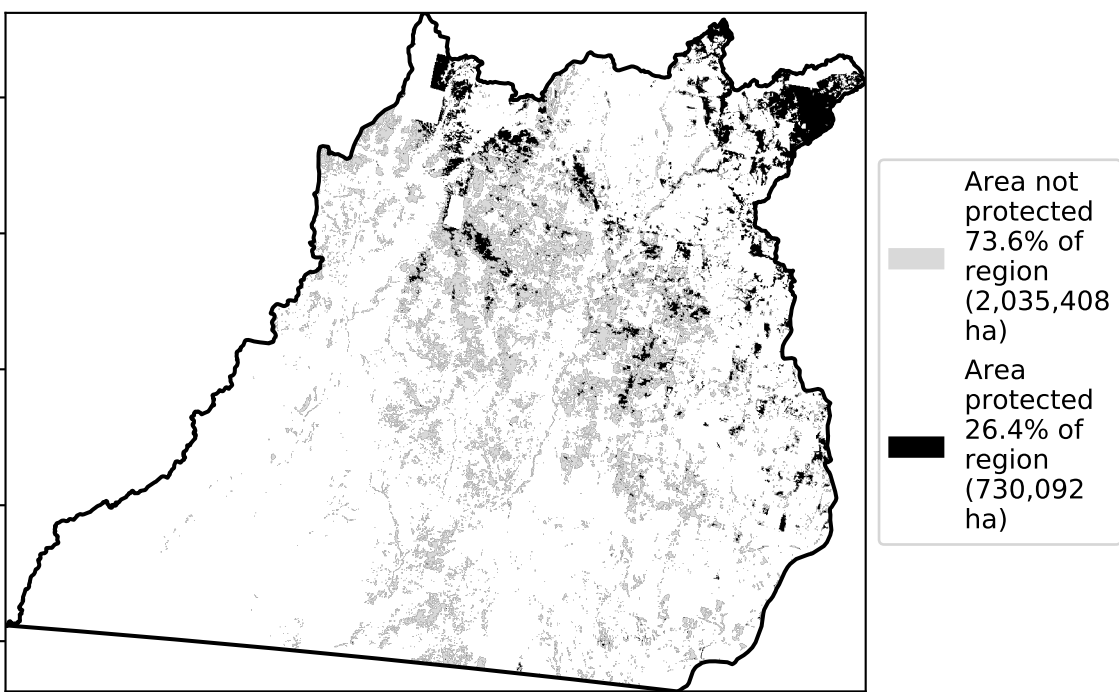 Area not
protected
73.6% of
region
(2,035,408
ha)
Area
protected
26.4% of
region
(730,092
ha)